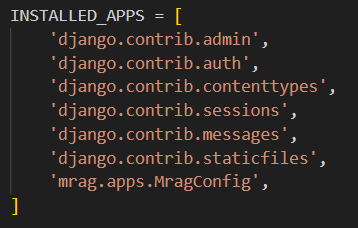 INSTALLED_APPS = [
    'django.contrib.admin',
    'django.contrib.auth',
    'django.contrib.contenttypes',
    'django.contrib.sessions',
    'django.contrib.messages',
    'django.contrib.staticfiles',
    'mrag.apps.MragConfig',
]